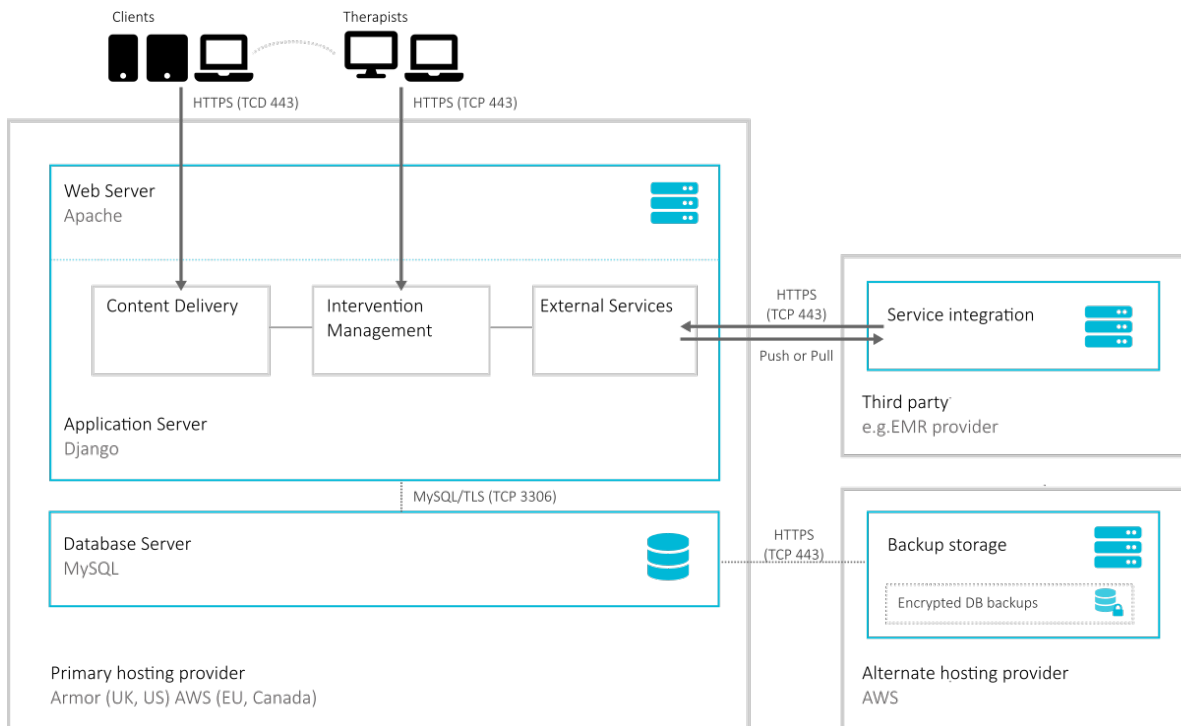 Clients
Therapists
HTTPS (TCD 443)
HTTPS (TCP 443)
Web Server
Apache
Content Delivery
Intervention
Management
External Services
HTTPS
(TCP 443)
Push or Pull
Service integration
Third party
e.g.EMR provider
Application Server
Django
MySQL/TLS (TCP 3306)
Database Server
MySQL
HTTPS
(TCP 443)
Backup storage
Encrypted DB backups
Primary hosting provider
Armor (UK, US) AWS (EU, Canada)
Alternate hosting provider
AWS